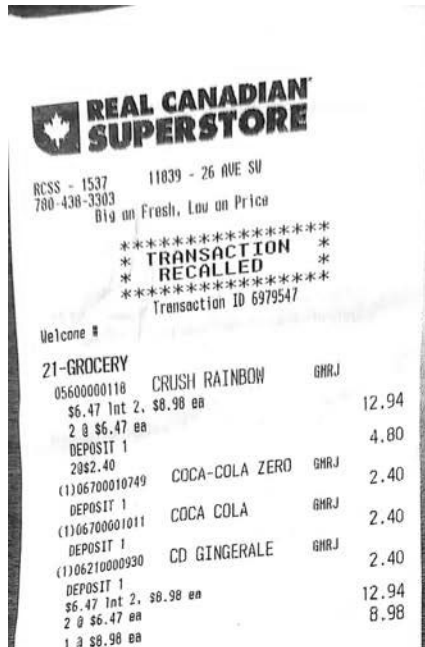 REAL CANADIAN
SUPERSTORE
RCSS - 1537 11839 - 26 AVE SW
780-438-3303
Big on Fresh, Low on Price
****************
* TRANSACTION *
* RECALLED *
****************
Transaction ID 6979547
Welcome #
21-GROCERY
05600000118 CRUSH RAINBOW GMRJ
$6.47 Int 2, $8.98 ea
2 @ $6.47 ea 12.94
DEPOSIT 1 4.80
2@$2.40
(1)06700010749 COCA-COLA ZERO GMRJ
DEPOSIT 1 2.40
(1)06700001011 COCA COLA GMRJ
DEPOSIT 1 2.40
(1)06210000930 CD GINGERALE GMRJ
DEPOSIT 1 2.40
$6.47 Int 2, $8.98 ea
2 @ $6.47 ea 12.94
1 @ $8.98 ea 8.98